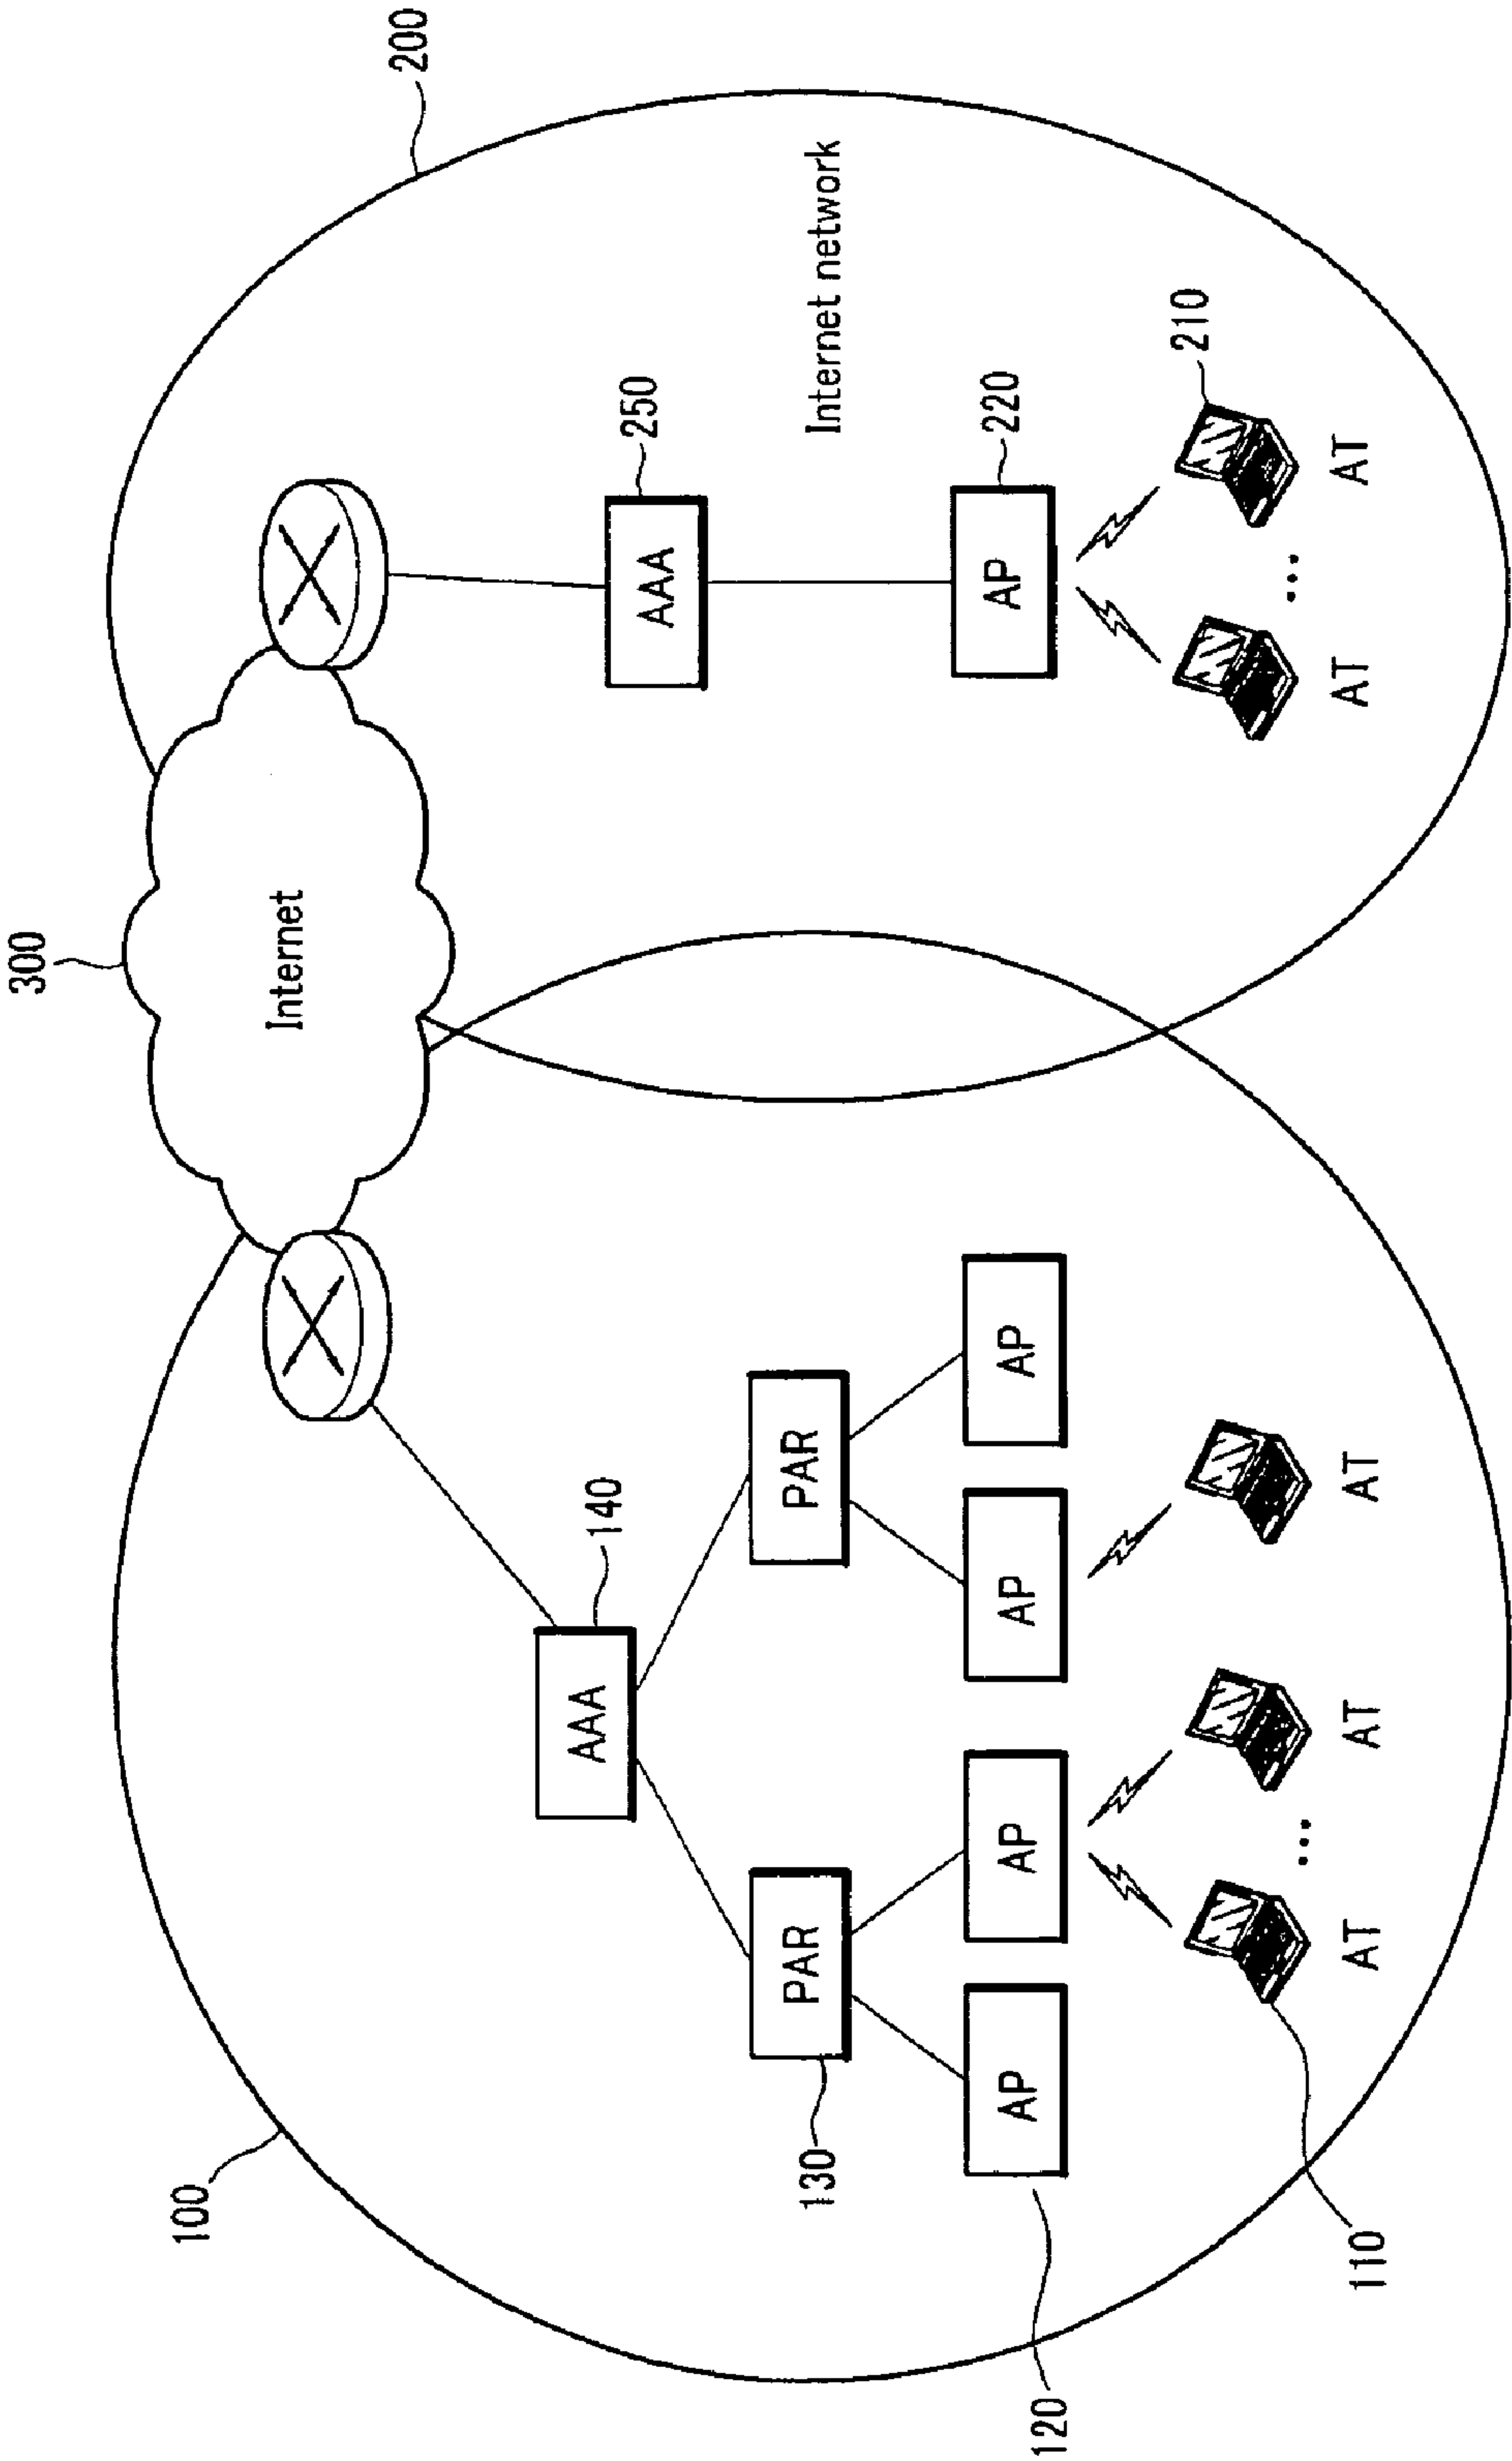 300
200
100
Internet
250
AAA
140
AAA
Internet network
130
PAR
PAR
220
AP
120
AP
AP
AP
AP
210
110
AT
AT
AT
...
AT
AT
...